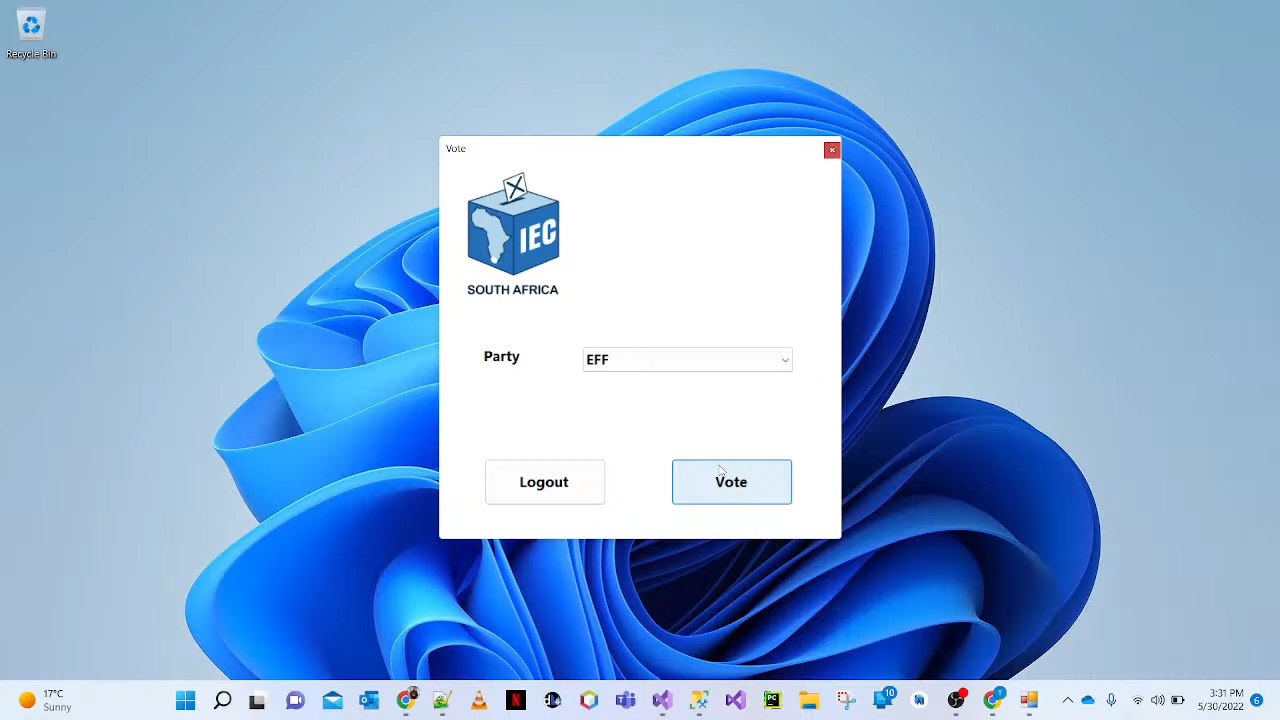 Recycle Bin
Vote
IEC
SOUTH AFRICA
Party
EFF
Logout
Vote
17°C
Sunny
10
1:31 PM
5/30/2022
6